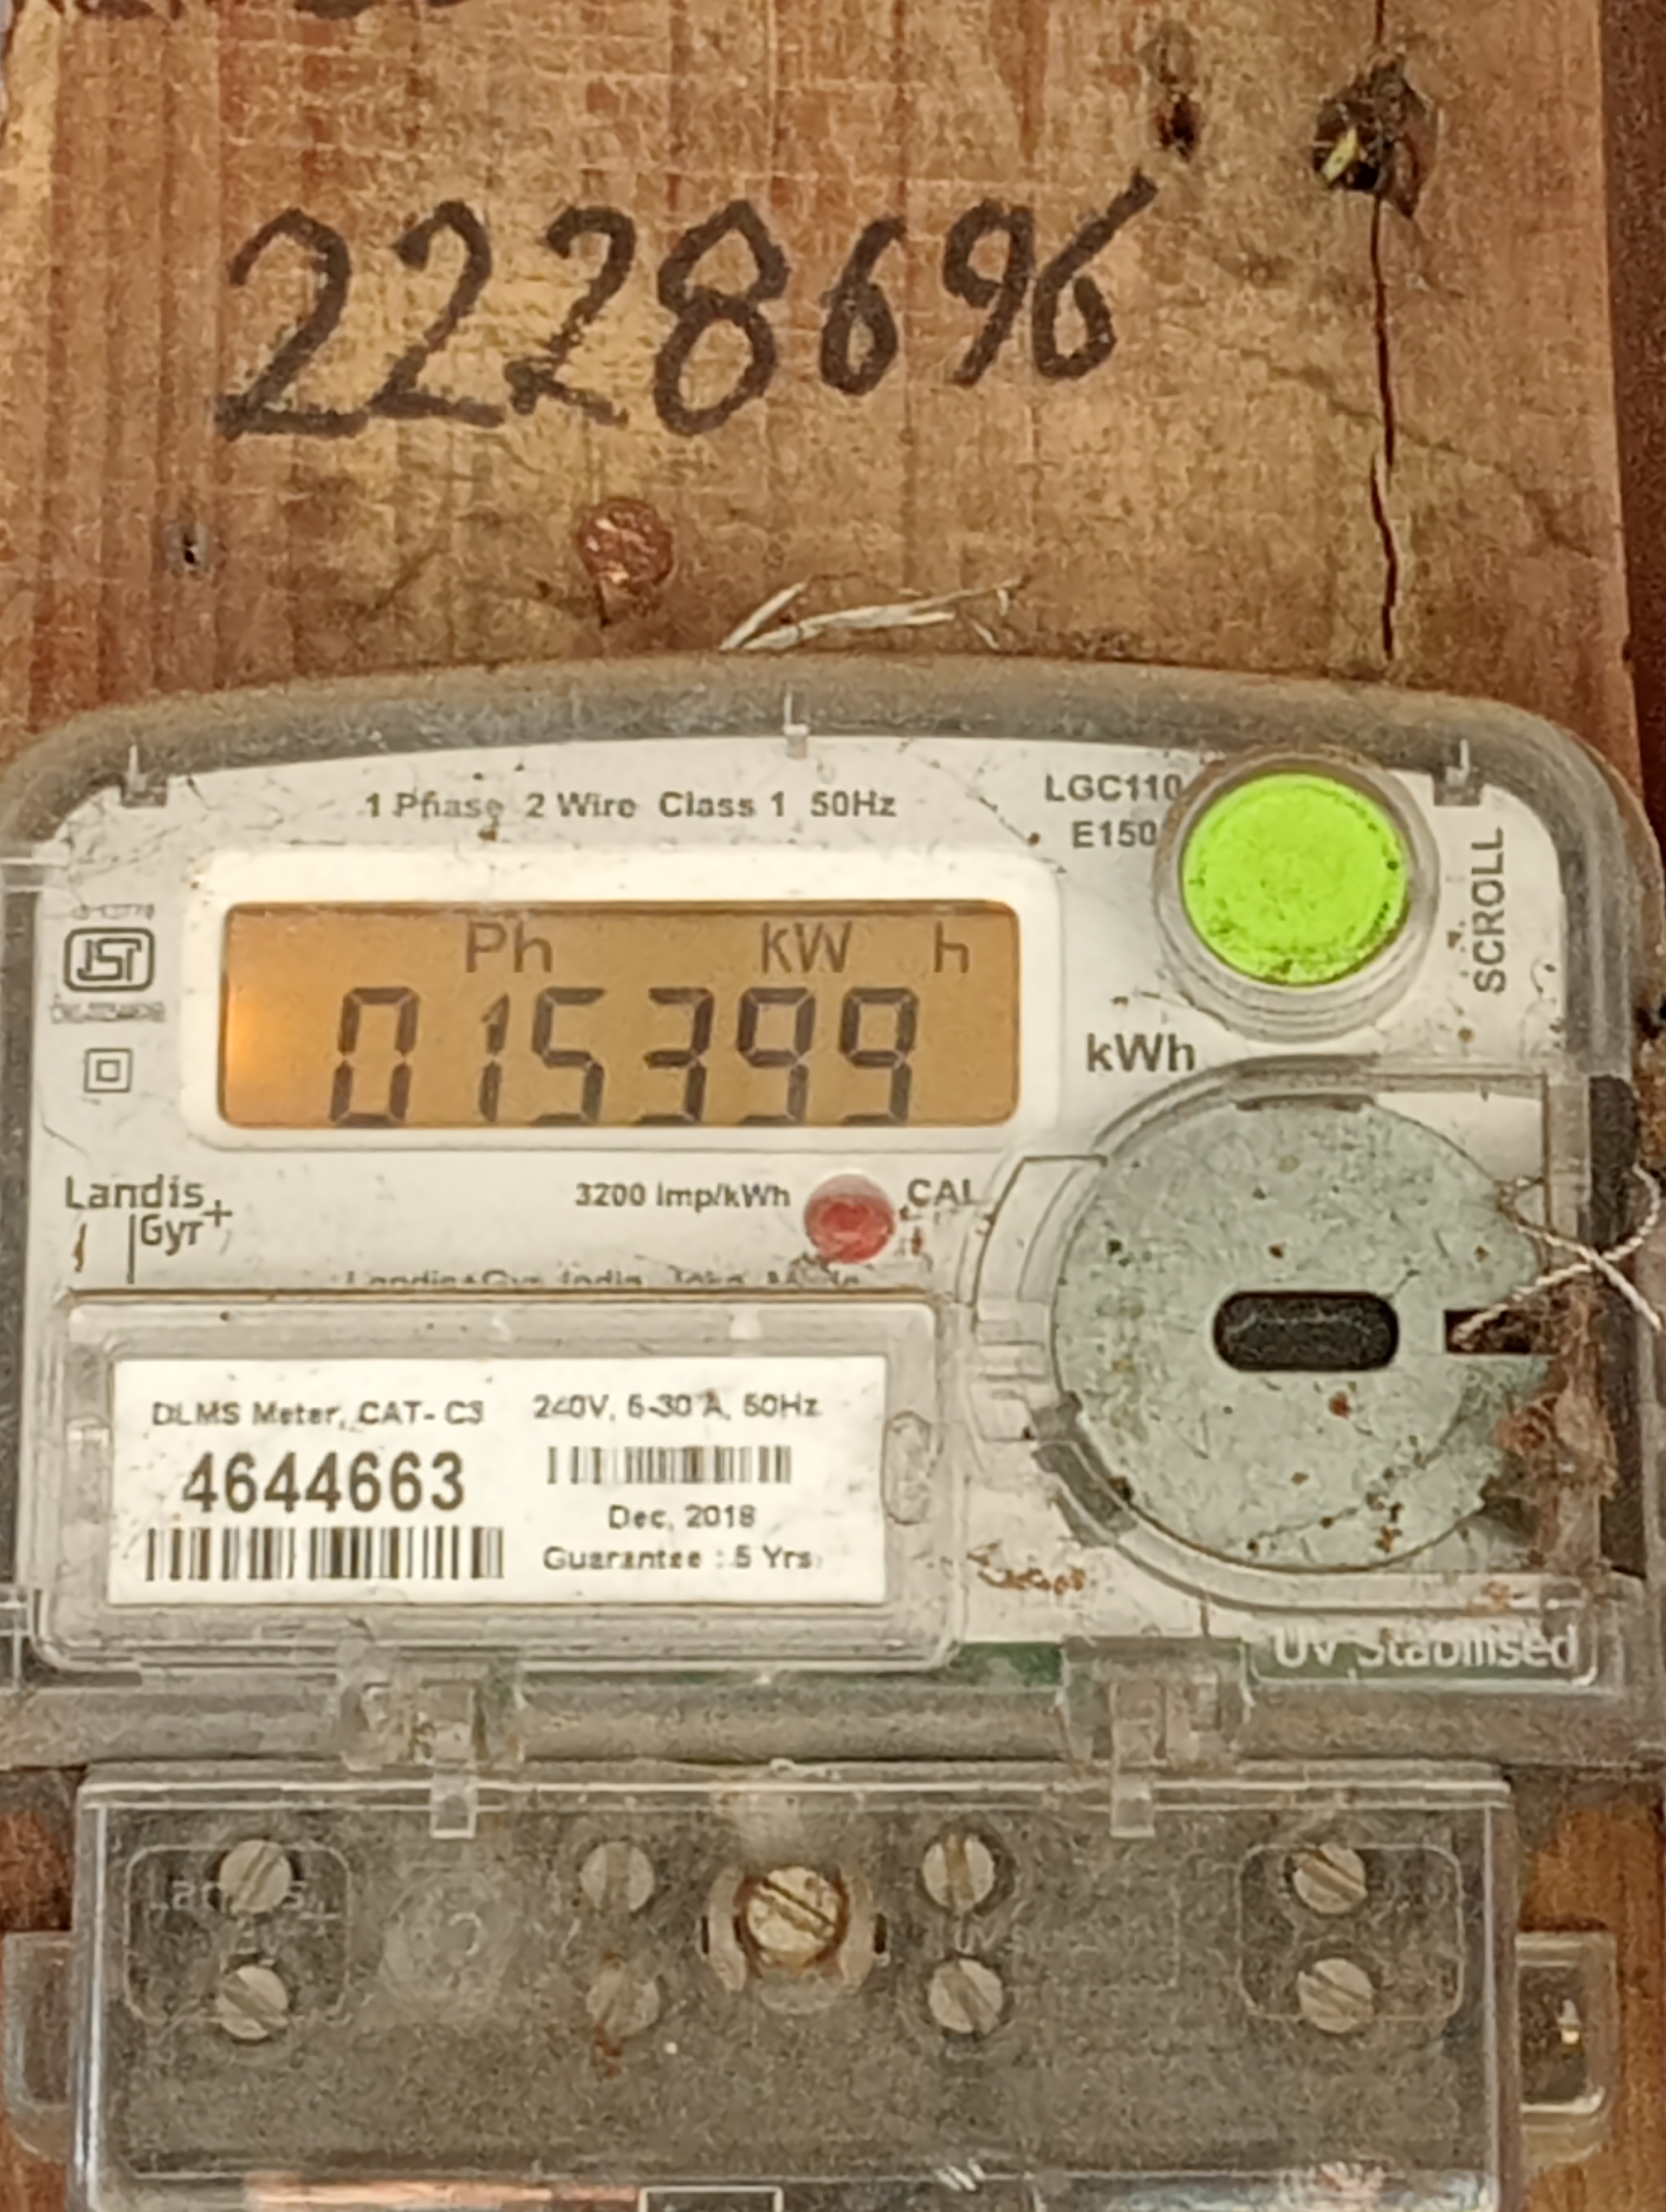 2228696
1 Phase 2 Wire Class 1 50Hz
LGC110
E150
SCROLL
Ph kW h
015399
kWh
Landis
Gyr+
3200 imp/kWh
CAL
DLMS Meter, CAT- C3
240V, 5-30 A, 50Hz
4644663
Dec, 2018
Guarantee : 5 Yrs.
UV Stabilised